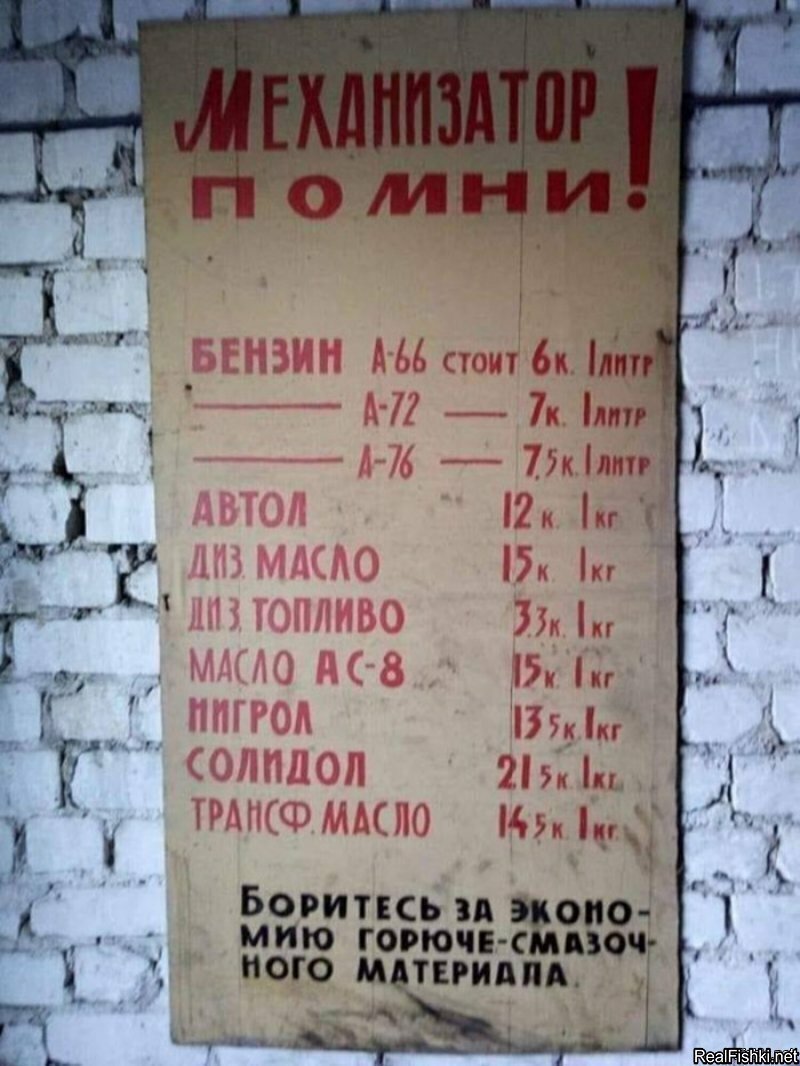 МЕХАНИЗАТОР
ПОМНИ!
БЕНЗИН А-66 СТОИТ 6К. 1ЛИТР
——— А-72 — 7К. 1ЛИТР
——— А-76 — 7,5К.1ЛИТР
АВТОЛ 12К. 1КГ
ДИЗ. МАСЛО 15К. 1КГ
ДИЗ. ТОПЛИВО 3,3К. 1КГ
МАСЛО АС-8 15К. 1КГ
НИГРОЛ 13 5К.1КГ
СОЛИДОЛ 21 5К. 1КГ
ТРАНСФ. МАСЛО 14 5К. 1КГ.
БОРИТЕСЬ ЗА ЭКОНО-
МИЮ ГОРЮЧЕ-СМАЗОЧ-
НОГО МАТЕРИАЛА.
RealFishki.net